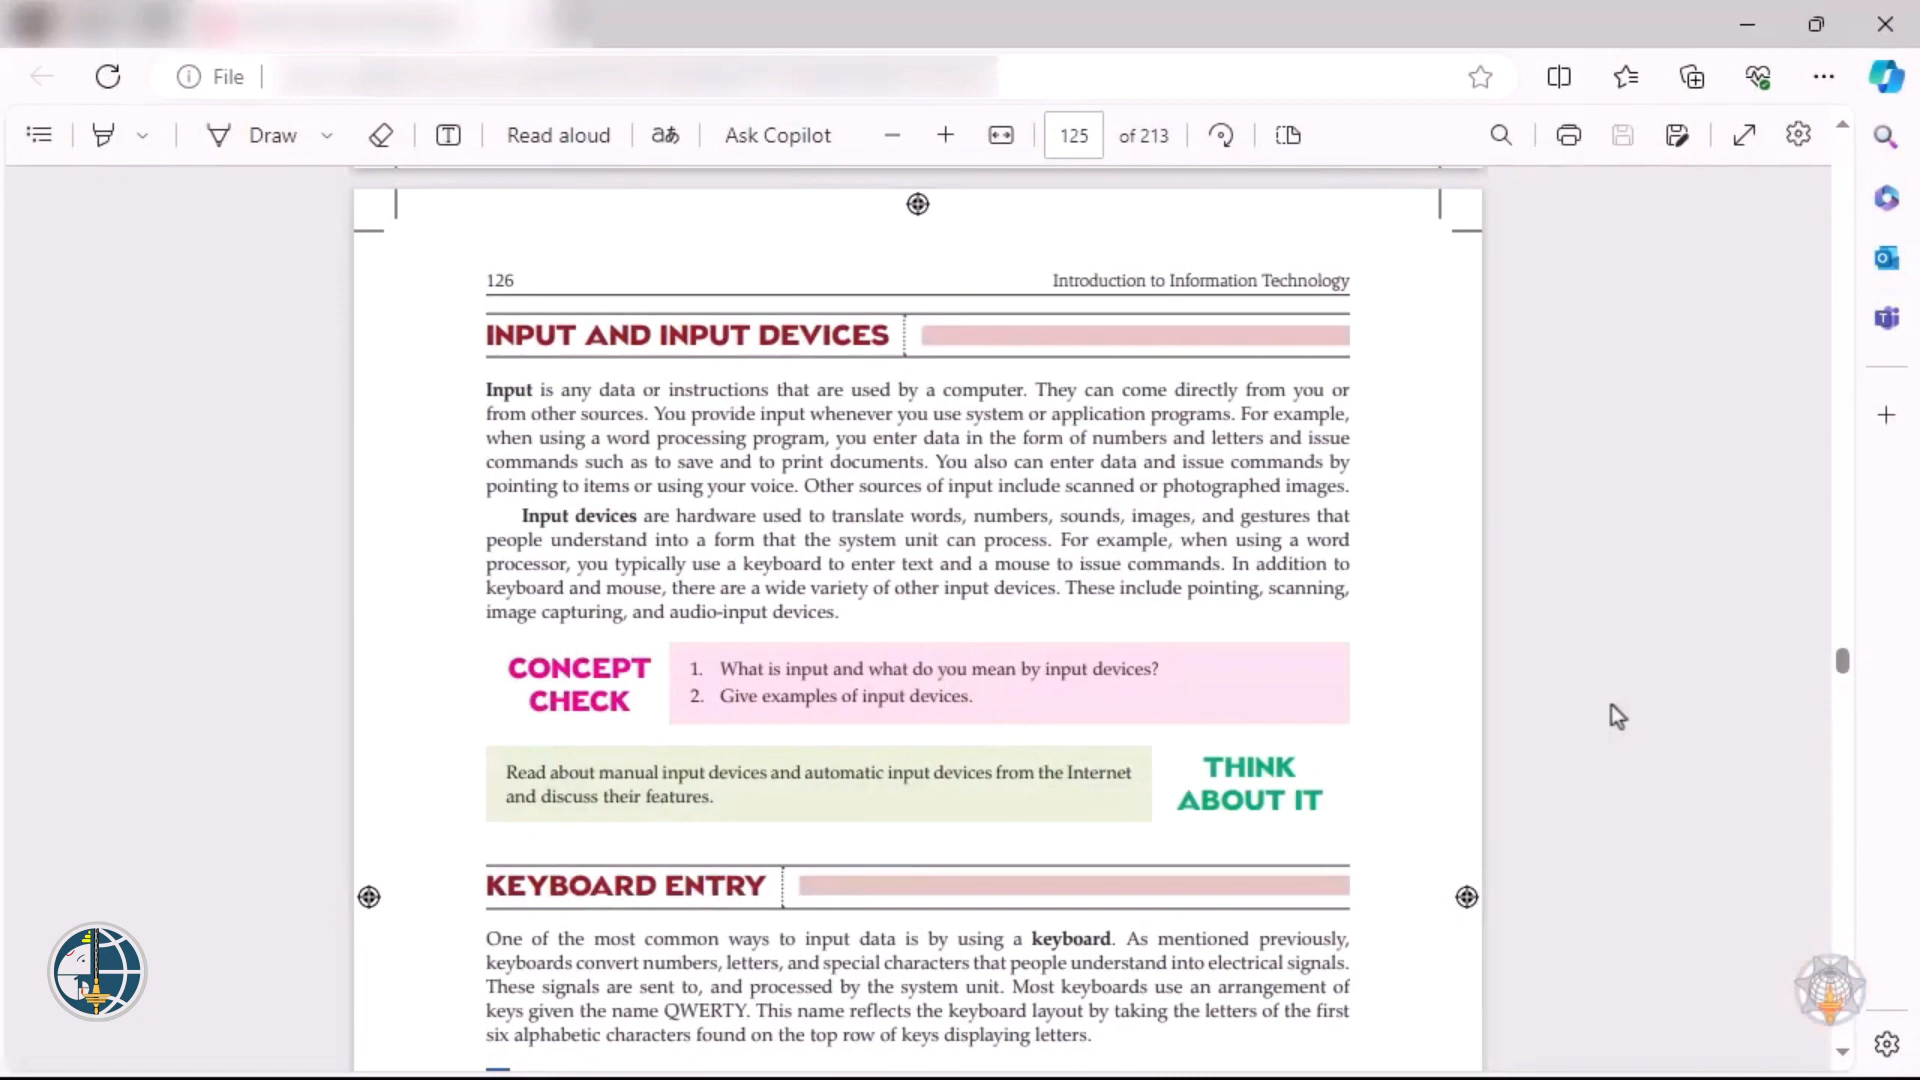 File
Draw
Read aloud
aあ
Ask Copilot
125
of 213
126
Introduction to Information Technology
INPUT AND INPUT DEVICES
Input is any data or instructions that are used by a computer. They can come directly from you or
from other sources. You provide input whenever you use system or application programs. For example,
when using a word processing program, you enter data in the form of numbers and letters and issue
commands such as to save and to print documents. You also can enter data and issue commands by
pointing to items or using your voice. Other sources of input include scanned or photographed images.
Input devices are hardware used to translate words, numbers, sounds, images, and gestures that
people understand into a form that the system unit can process. For example, when using a word
processor, you typically use a keyboard to enter text and a mouse to issue commands. In addition to
keyboard and mouse, there are a wide variety of other input devices. These include pointing, scanning,
image capturing, and audio-input devices.
CONCEPT
CHECK
1. What is input and what do you mean by input devices?
2. Give examples of input devices.
Read about manual input devices and automatic input devices from the Internet
and discuss their features.
THINK
ABOUT IT
KEYBOARD ENTRY
One of the most common ways to input data is by using a keyboard. As mentioned previously,
keyboards convert numbers, letters, and special characters that people understand into electrical signals.
These signals are sent to, and processed by the system unit. Most keyboards use an arrangement of
keys given the name QWERTY. This name reflects the keyboard layout by taking the letters of the first
six alphabetic characters found on the top row of keys displaying letters.